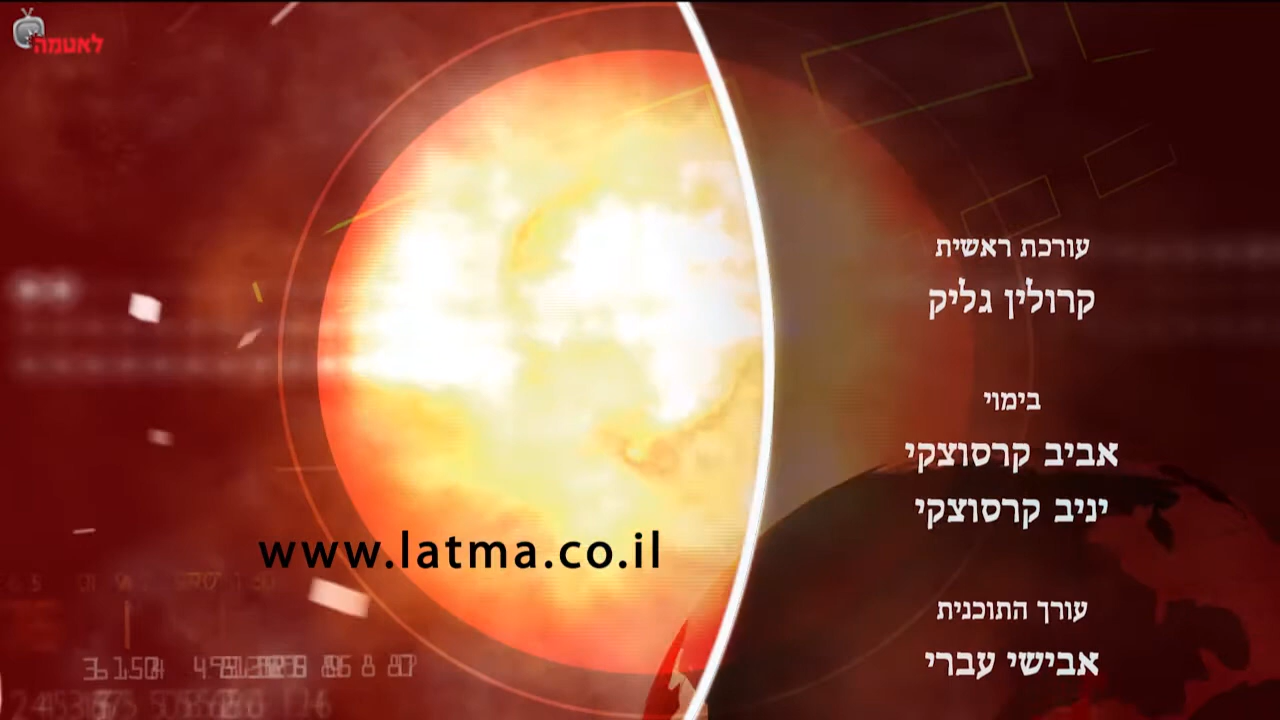 לאטמה
עורכת ראשית
קרולין גליק
בימוי
אביב קרסוצקי
יניב קרסוצקי
www.latma.co.il
עורך התוכנית
אבישי עברי